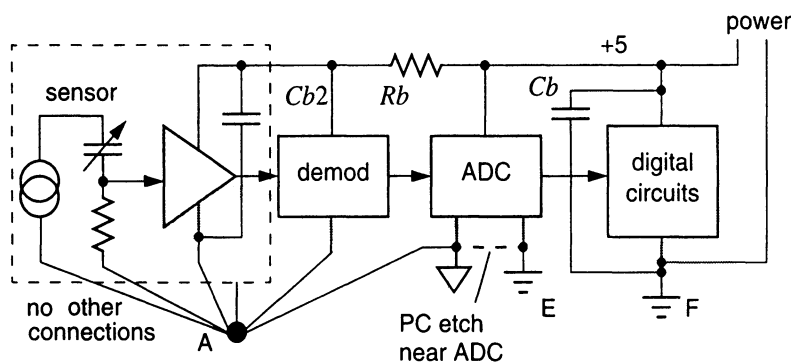 power
+5
sensor
Cb2
Rb
Cb
demod
ADC
digital
circuits
no other
connections
A
PC etch
near ADC
E
F